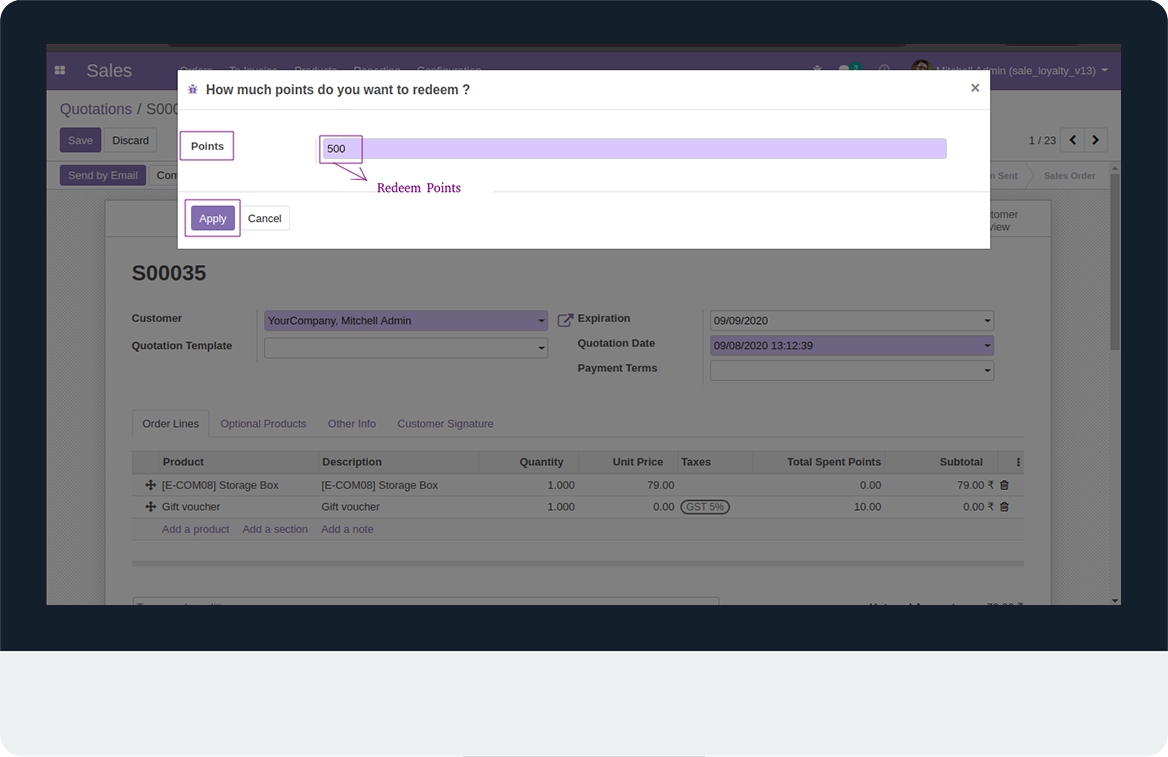 Sales
Orders To Invoice Products Reporting Configuration
3
Mitchell Admin (sale_loyalty_v13)
How much points do you want to redeem ?
×
Quotations / S000
Save Discard
1 / 23
Points
500
Redeem Points
Send by Email
Sent
Sales Order
Apply Cancel
S00035
Customer
YourCompany, Mitchell Admin
Expiration
09/09/2020
Quotation Template
Quotation Date
09/08/2020 13:12:39
Payment Terms
Order Lines Optional Products Other Info Customer Signature
Product Description Quantity Unit Price Taxes Total Spent Points Subtotal
[E-COM08] Storage Box [E-COM08] Storage Box 1.000 79.00 0.00 79.00 ₹
Gift voucher Gift voucher 1.000 0.00 GST 5% 10.00 0.00 ₹
Add a product Add a section Add a note